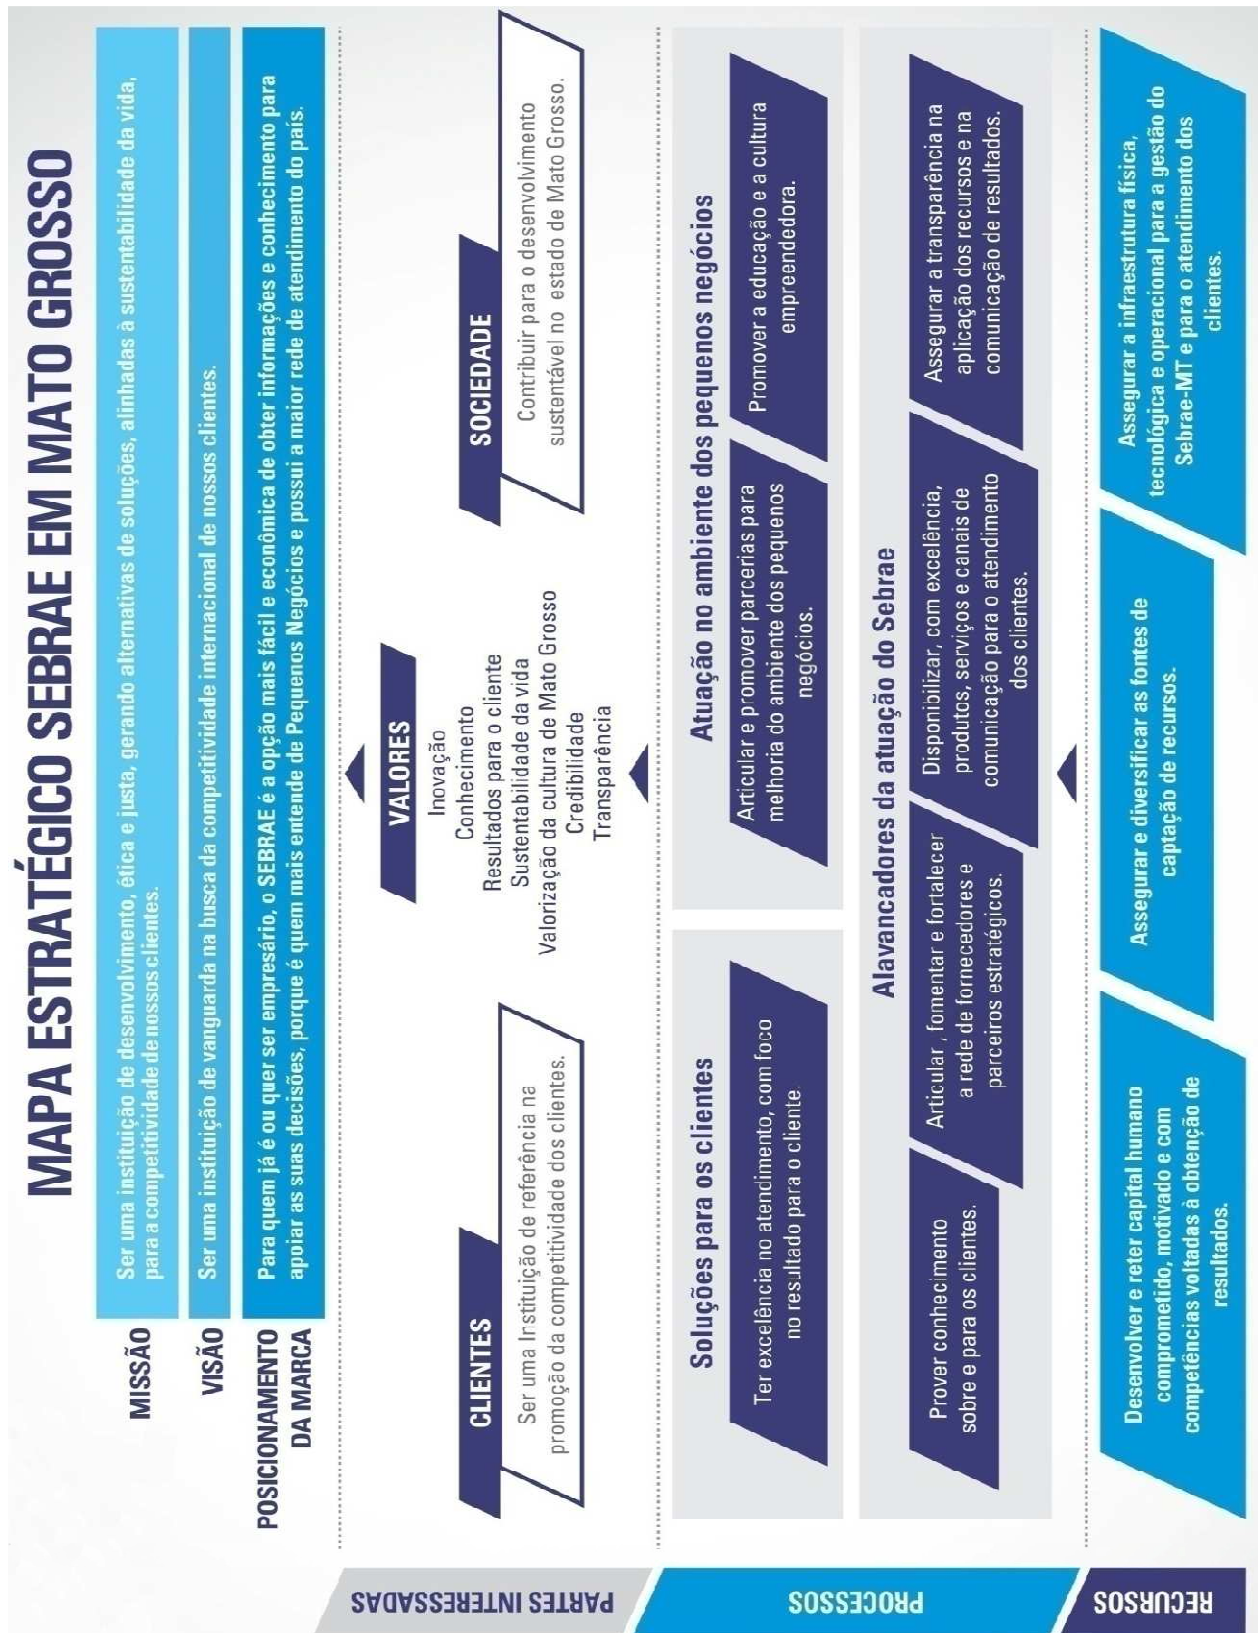 MAPA ESTRATÉGICO SEBRAE EM MATO GROSSO
MISSÃO
Ser uma instituição de desenvolvimento, ética e justa, gerando alternativas de soluções, alinhadas à sustentabilidade da vida,
para a competitividade de nossos clientes.
VISÃO
Ser uma instituição de vanguarda na busca da competitividade internacional de nossos clientes.
POSICIONAMENTO
DA MARCA
Para quem já é ou quer ser empresário, o SEBRAE é a opção mais fácil e econômica de obter informações e conhecimento para
apoiar as suas decisões, porque é quem mais entende de Pequenos Negócios e possui a maior rede de atendimento do país.
PARTES INTERESSADAS
CLIENTES
Ser uma Instituição de referência na
promoção da competitividade dos clientes.
VALORES
Inovação
Conhecimento
Resultados para o cliente
Sustentabilidade da vida
Valorização da cultura de Mato Grosso
Credibilidade
Transparência
SOCIEDADE
Contribuir para o desenvolvimento
sustentável no estado de Mato Grosso.
PROCESSOS
Soluções para os clientes
Ter excelência no atendimento, com foco
no resultado para o cliente.
Atuação no ambiente dos pequenos negócios
Articular e promover parcerias para
melhoria do ambiente dos pequenos
negócios.
Promover a educação e a cultura
empreendedora.
Alavancadores da atuação do Sebrae
Prover conhecimento
sobre e para os clientes.
Articular , fomentar e fortalecer
a rede de fornecedores e
parceiros estratégicos.
Disponibilizar, com excelência,
produtos, serviços e canais de
comunicação para o atendimento
dos clientes.
Assegurar a transparência na
aplicação dos recursos e na
comunicação de resultados.
RECURSOS
Desenvolver e reter capital humano
comprometido, motivado e com
competências voltadas à obtenção de
resultados.
Assegurar e diversificar as fontes de
captação de recursos.
Assegurar a infraestrutura física,
tecnológica e operacional para a gestão do
Sebrae-MT e para o atendimento dos
clientes.